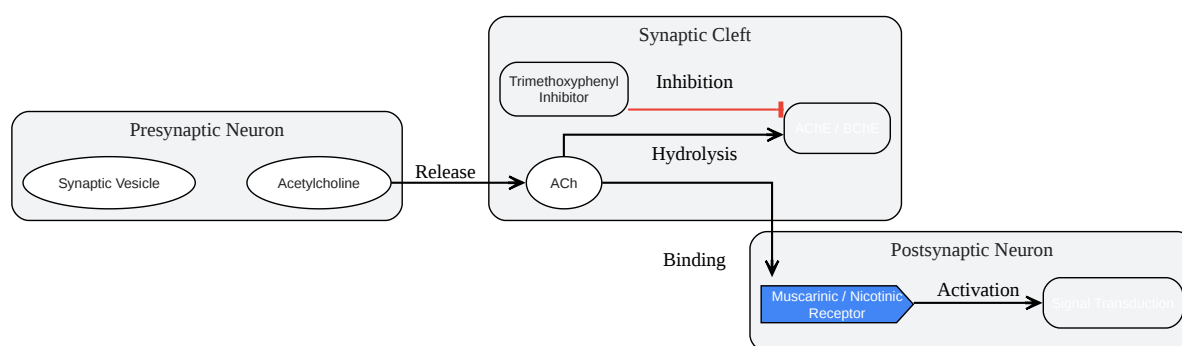 Synaptic Cleft
Trimethoxyphenyl
Inhibitor
Inhibition
AChE / BChE
Presynaptic Neuron
Synaptic Vesicle
Acetylcholine
Release
Hydrolysis
ACh
Postsynaptic Neuron
Binding
Muscarinic / Nicotinic
Receptor
Activation
Signal Transduction